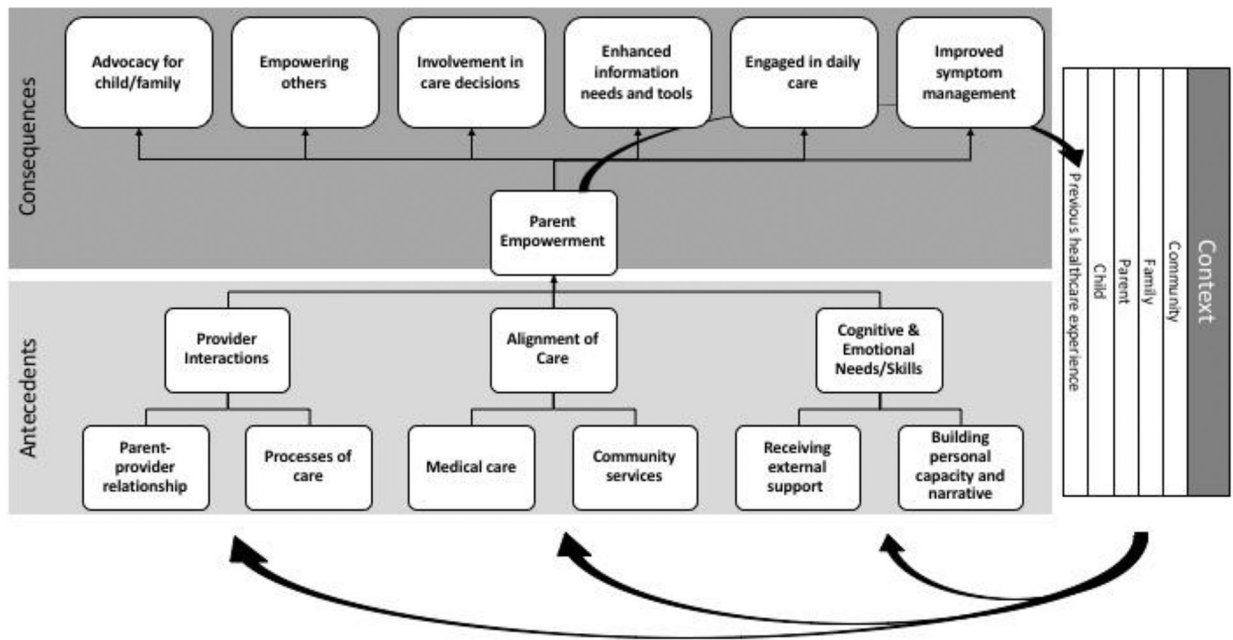 Consequences
Advocacy for
child/family
Empowering
others
Involvement in
care decisions
Enhanced
information
needs and tools
Engaged in daily
care
Improved
symptom
management
Parent
Empowerment
Antecedents
Provider
Interactions
Alignment of
Care
Cognitive &
Emotional
Needs/Skills
Parent-
provider
relationship
Processes of
care
Medical care
Community
services
Receiving
external
support
Building
personal
capacity and
narrative
Context
Community
Family
Parent
Child
Previous healthcare experience